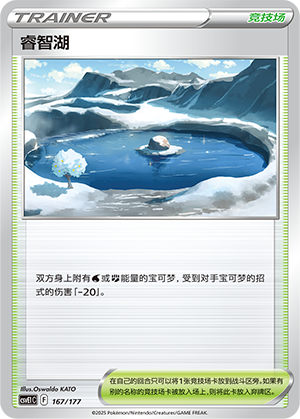 TRAINER 竞技场
睿智湖
双方身上附有或能量的宝可梦,受到对手宝可梦的招
式的伤害「-20」。
Illus.Oswaldo KATO
F 167/177
在自己的回合只可以将1张竞技场卡放到战斗区旁。如果有
别的名称的竞技场卡被放入场上,则将此卡放入弃牌区。
©2025 Pokémon/Nintendo/Creatures/GAME FREAK.